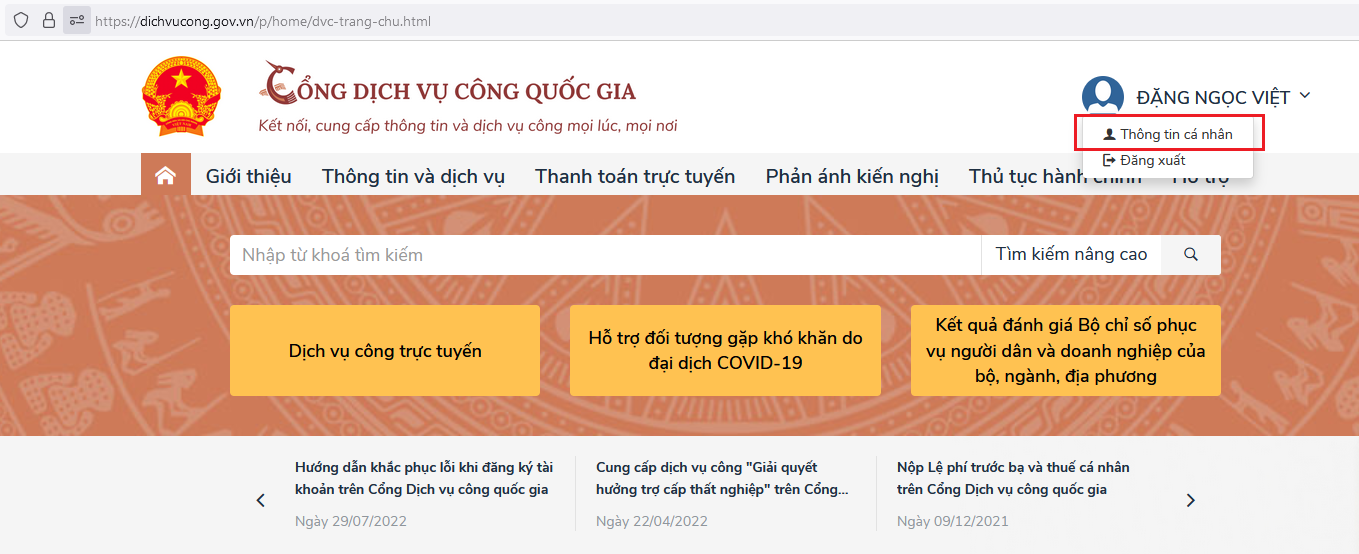 https://dichvucong.gov.vn/p/home/dvc-trang-chu.html
CỔNG DỊCH VỤ CÔNG QUỐC GIA
Kết nối, cung cấp thông tin và dịch vụ công mọi lúc, mọi nơi
ĐẶNG NGỌC VIỆT
Thông tin cá nhân
Đăng xuất
Giới thiệu Thông tin và dịch vụ Thanh toán trực tuyến Phản ánh kiến nghị Thủ tục hành chính Hỗ trợ
Nhập từ khoá tìm kiếm Tìm kiếm nâng cao
Dịch vụ công trực tuyến
Hỗ trợ đối tượng gặp khó khăn do
đại dịch COVID-19
Kết quả đánh giá Bộ chỉ số phục
vụ người dân và doanh nghiệp của
bộ, ngành, địa phương
Hướng dẫn khắc phục lỗi khi đăng ký tài
khoản trên Cổng Dịch vụ công quốc gia
Ngày 29/07/2022
Cung cấp dịch vụ công "Giải quyết
hưởng trợ cấp thất nghiệp" trên Cổng...
Ngày 22/04/2022
Nộp Lệ phí trước bạ và thuế cá nhân
trên Cổng Dịch vụ công quốc gia
Ngày 09/12/2021